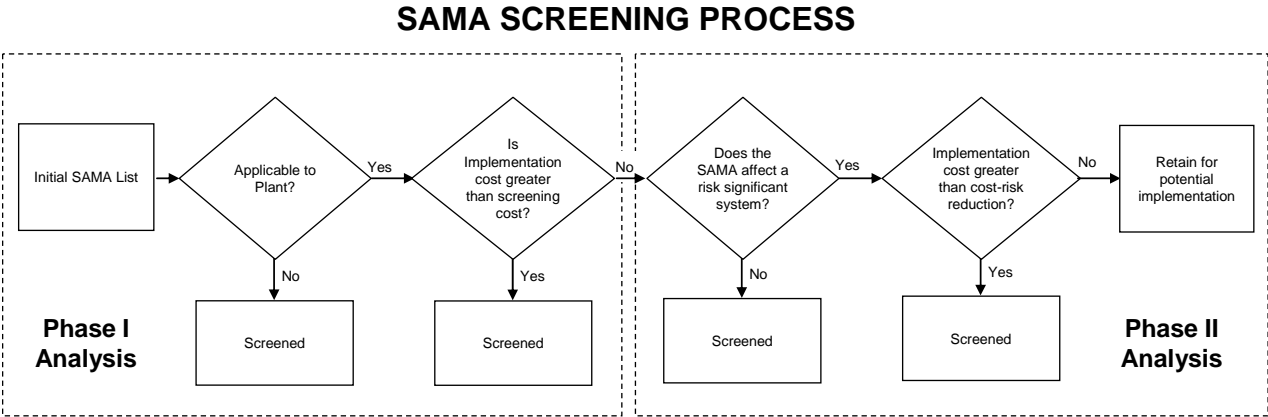 SAMA SCREENING PROCESS
Initial SAMA List
Applicable to
Plant?
Yes
No
Screened
Is
Implementation
cost greater
than screening
cost?
No
Yes
Screened
Phase I
Analysis
Does the
SAMA affect a
risk significant
system?
Yes
No
Screened
Implementation
cost greater
than cost-risk
reduction?
No
Yes
Screened
Retain for
potential
implementation
Phase II
Analysis